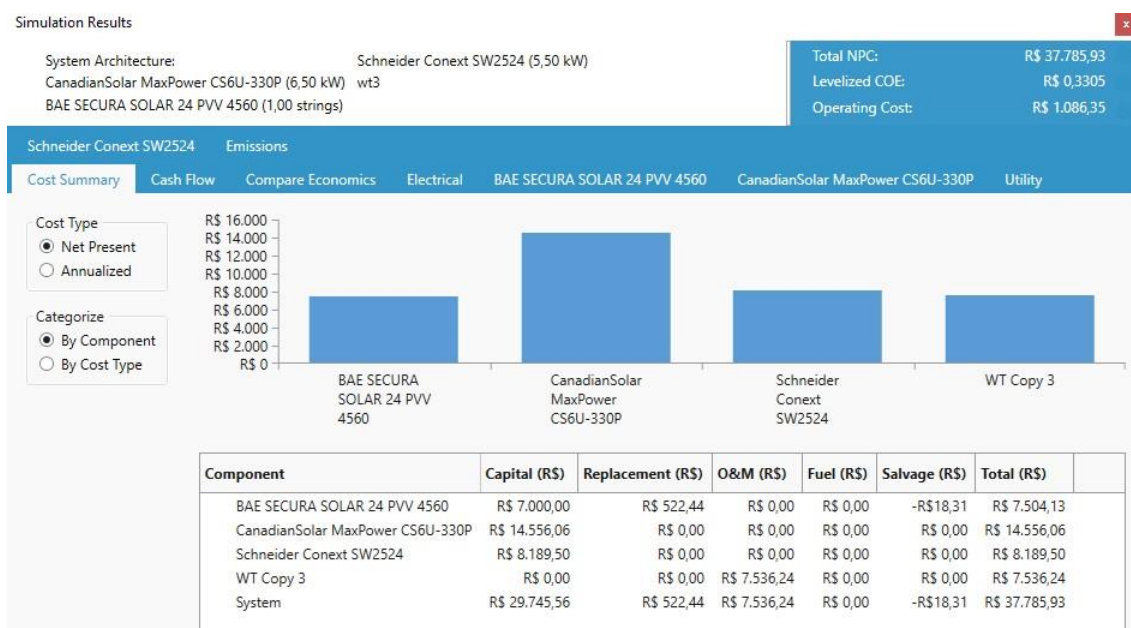 Simulation Results
x
System Architecture: Schneider Conext SW2524 (5,50 kW)
CanadianSolar MaxPower CS6U-330P (6,50 kW) wt3
BAE SECURA SOLAR 24 PVV 4560 (1,00 strings)
Total NPC: R$ 37.785,93
Levelized COE: R$ 0,3305
Operating Cost: R$ 1.086,35
Schneider Conext SW2524 Emissions
Cost Summary Cash Flow Compare Economics Electrical BAE SECURA SOLAR 24 PVV 4560 CanadianSolar MaxPower CS6U-330P Utility
Cost Type
Net Present
Annualized
Categorize
By Component
By Cost Type
R$ 16.000
R$ 14.000
R$ 12.000
R$ 10.000
R$ 8.000
R$ 6.000
R$ 4.000
R$ 2.000
R$ 0
BAE SECURA
SOLAR 24 PVV
4560
CanadianSolar
MaxPower
CS6U-330P
Schneider
Conext
SW2524
WT Copy 3
Component Capital (R$) Replacement (R$) O&M (R$) Fuel (R$) Salvage (R$) Total (R$)
BAE SECURA SOLAR 24 PVV 4560 R$ 7.000,00 R$ 522,44 R$ 0,00 R$ 0,00 -R$18,31 R$ 7.504,13
CanadianSolar MaxPower CS6U-330P R$ 14.556,06 R$ 0,00 R$ 0,00 R$ 0,00 R$ 0,00 R$ 14.556,06
Schneider Conext SW2524 R$ 8.189,50 R$ 0,00 R$ 0,00 R$ 0,00 R$ 0,00 R$ 8.189,50
WT Copy 3 R$ 0,00 R$ 0,00 R$ 7.536,24 R$ 0,00 R$ 0,00 R$ 7.536,24
System R$ 29.745,56 R$ 522,44 R$ 7.536,24 R$ 0,00 -R$18,31 R$ 37.785,93